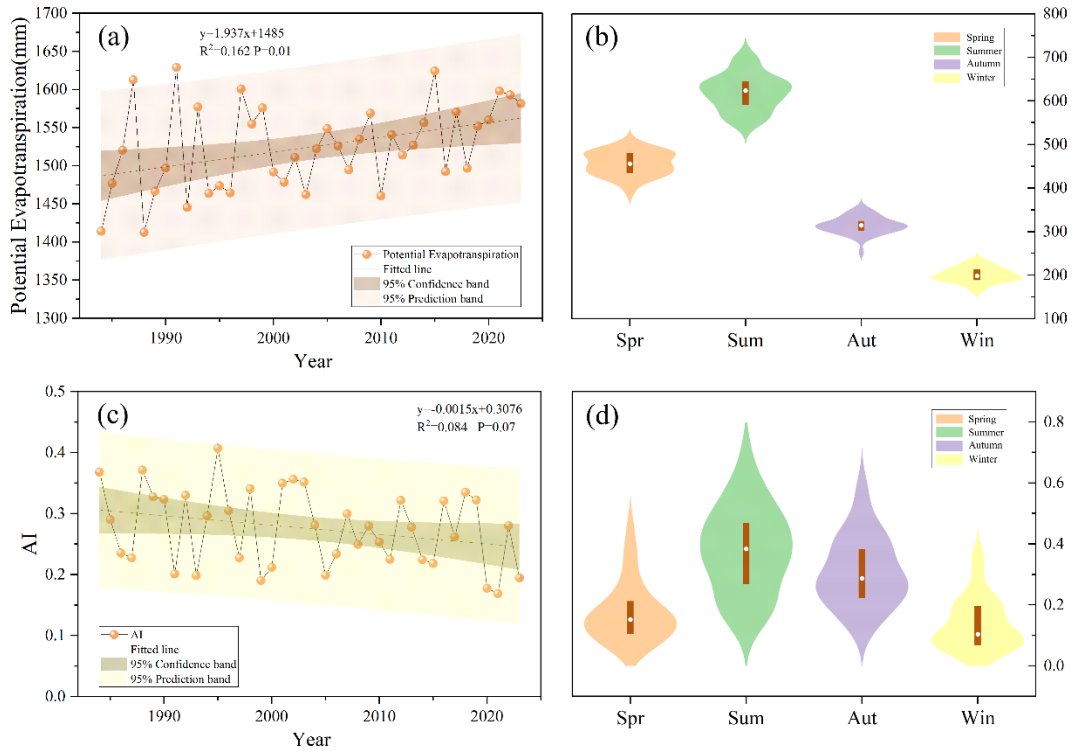 (a)
y=1.937x+1485
R²=0.162 P=0.01
Potential Evapotranspiration(mm)
1700
1650
1600
1550
1500
1450
1400
1350
1300
Potential Evapotranspiration
Fitted line
95% Confidence band
95% Prediction band
1990 2000 2010 2020
Year
(b)
Spring
Summer
Autumn
Winter
800
700
600
500
400
300
200
100
Spr Sum Aut Win
(c)
y=-0.0015x+0.3076
R²=0.084 P=0.07
AI
0.5
0.4
0.3
0.2
0.1
0.0
AI
Fitted line
95% Confidence band
95% Prediction band
1990 2000 2010 2020
Year
(d)
Spring
Summer
Autumn
Winter
0.8
0.6
0.4
0.2
0.0
Spr Sum Aut Win